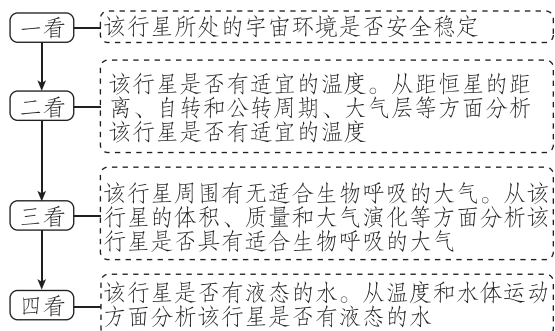 一看
该行星所处的宇宙环境是否安全稳定
二看
该行星是否有适宜的温度。从距恒星的距
离、自转和公转周期、大气层等方面分析
该行星是否有适宜的温度
三看
该行星周围有无适合生物呼吸的大气。从该
行星的体积、质量和大气演化等方面分析该
行星是否具有适合生物呼吸的大气
四看
该行星是否有液态的水。从温度和水体运动
方面分析该行星是否有液态的水